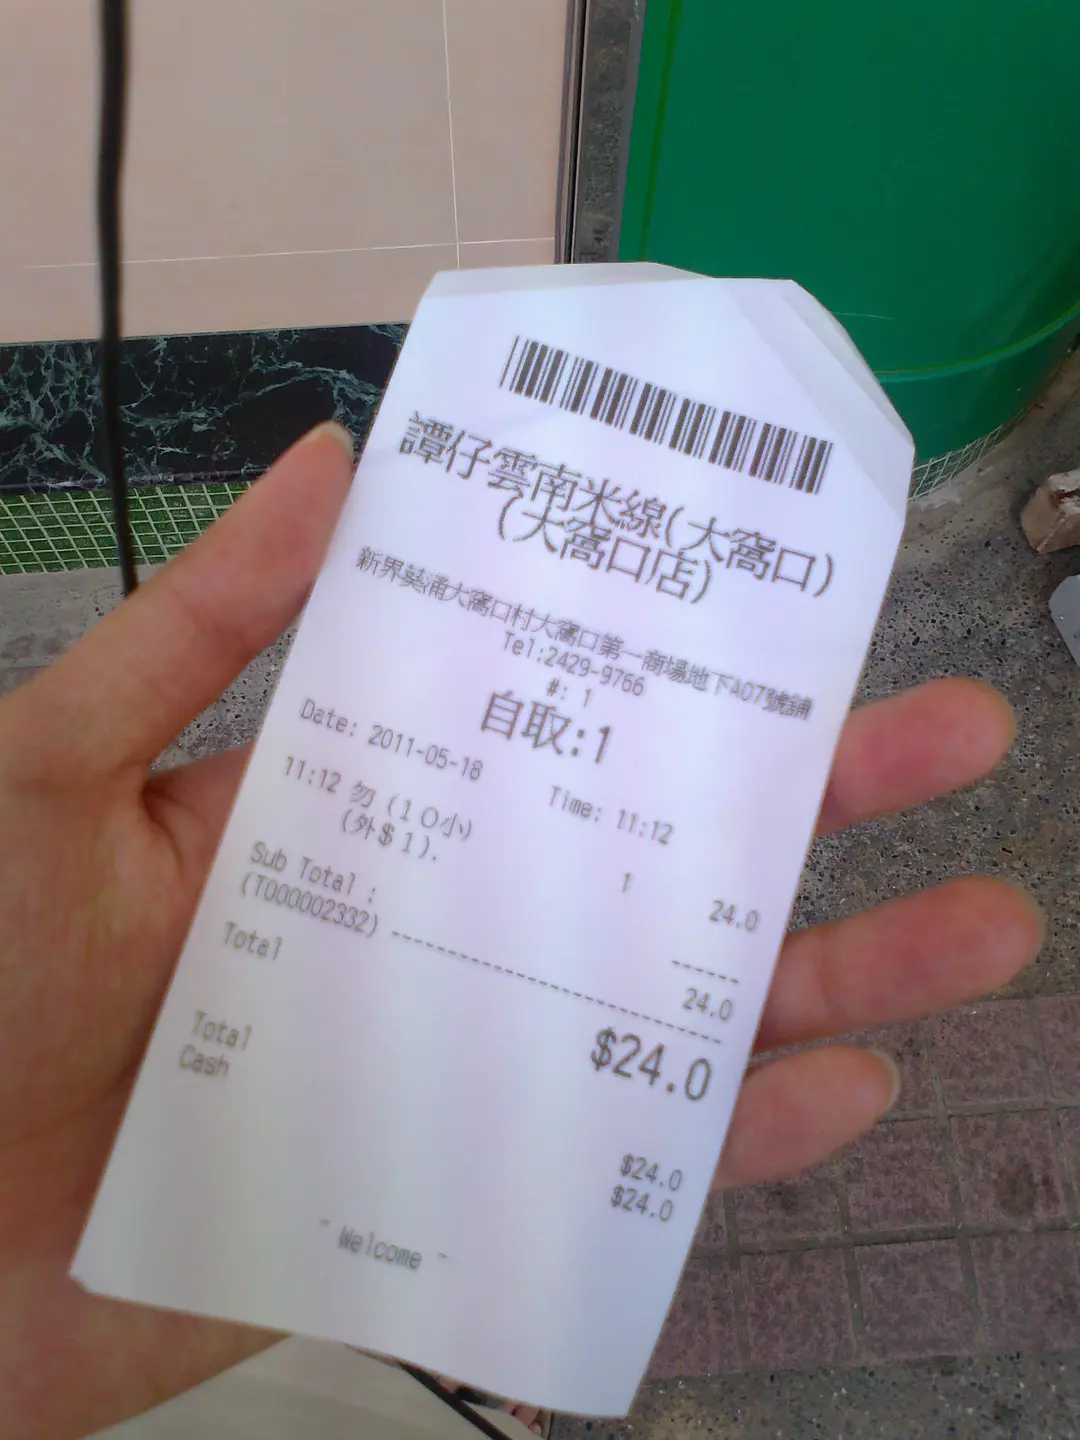 譚仔雲南米線(大窩口)
(大窩口店)
新界葵涌大窩口村大窩口第一商場地下A07號舖
Tel:2429-9766
#: 1
自取:1
Date: 2011-05-18 Time: 11:12
11:12 勿 (10小) 1 24.0
(外$1).
------
Sub Total : 24.0
(T000002332) ------------------------------
Total $24.0
Total $24.0
Cash $24.0
~ Welcome ~